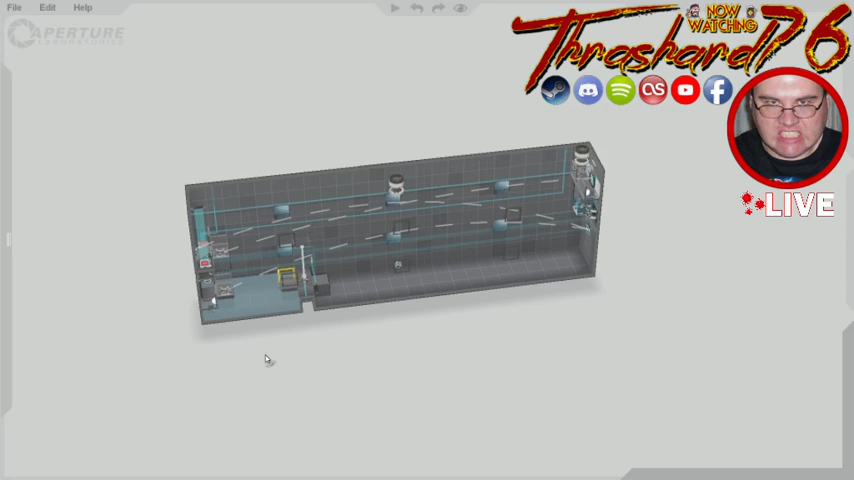 File Edit Help
APERTURE
LABORATORIES
NOW
WATCHING
Thrashard76
LIVE